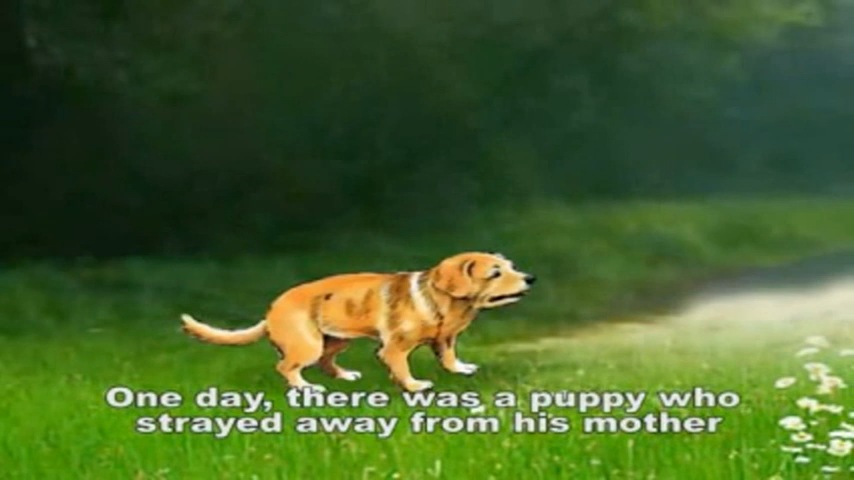 One day, there was a puppy who
strayed away from his mother